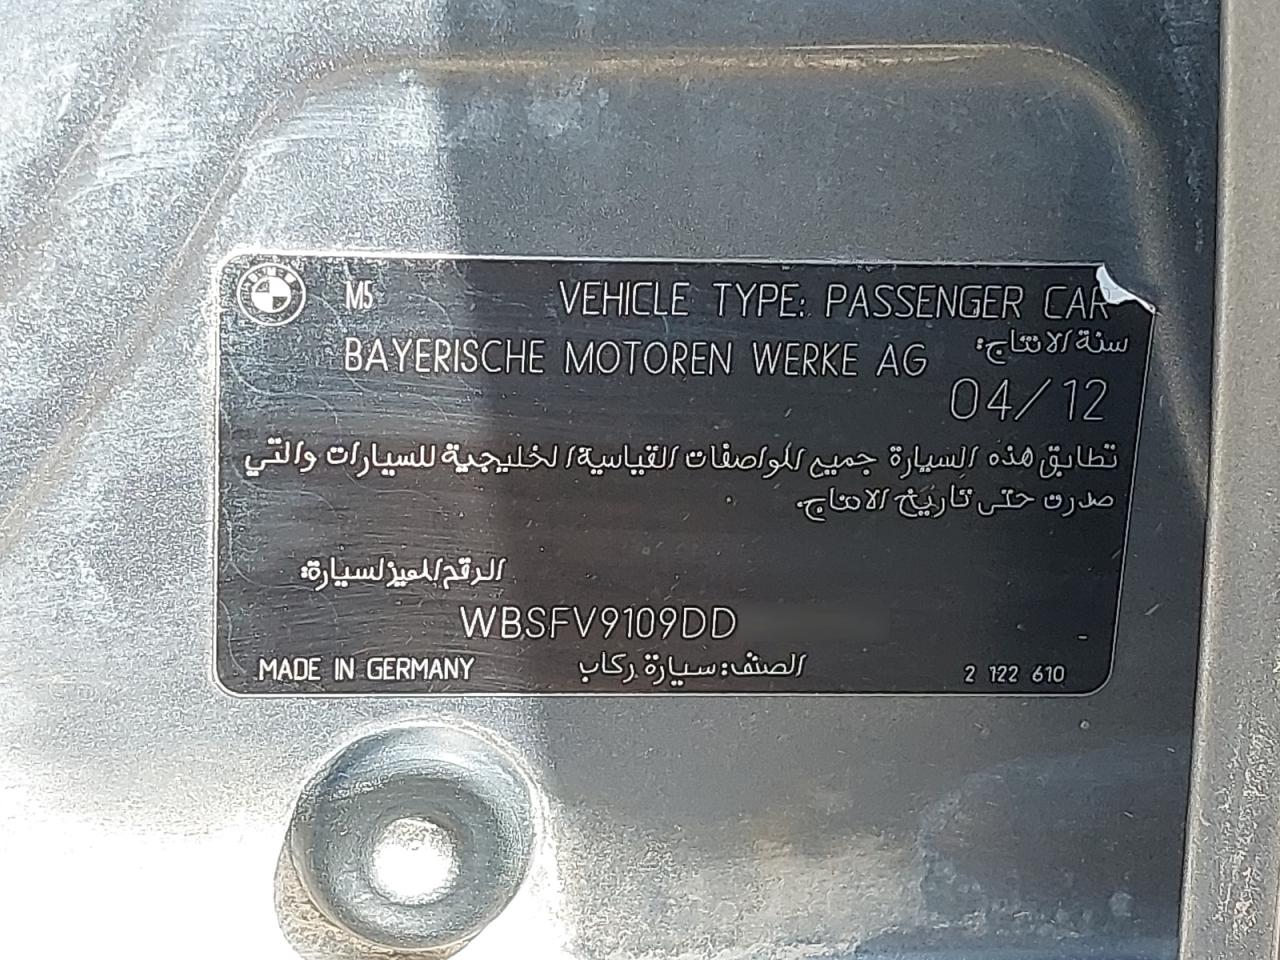 M5 VEHICLE TYPE: PASSENGER CAR
سنة الانتاج:
BAYERISCHE MOTOREN WERKE AG
04/12
تطابق هذه السيارة جميع المواصفات القياسية الخليجية للسيارات والتي
صدرت حتى تاريخ الانتاج.
الرقم المميز لسيارة:
WBSFV9109DD
MADE IN GERMANY الصنف: سيارة ركاب 2 122 610